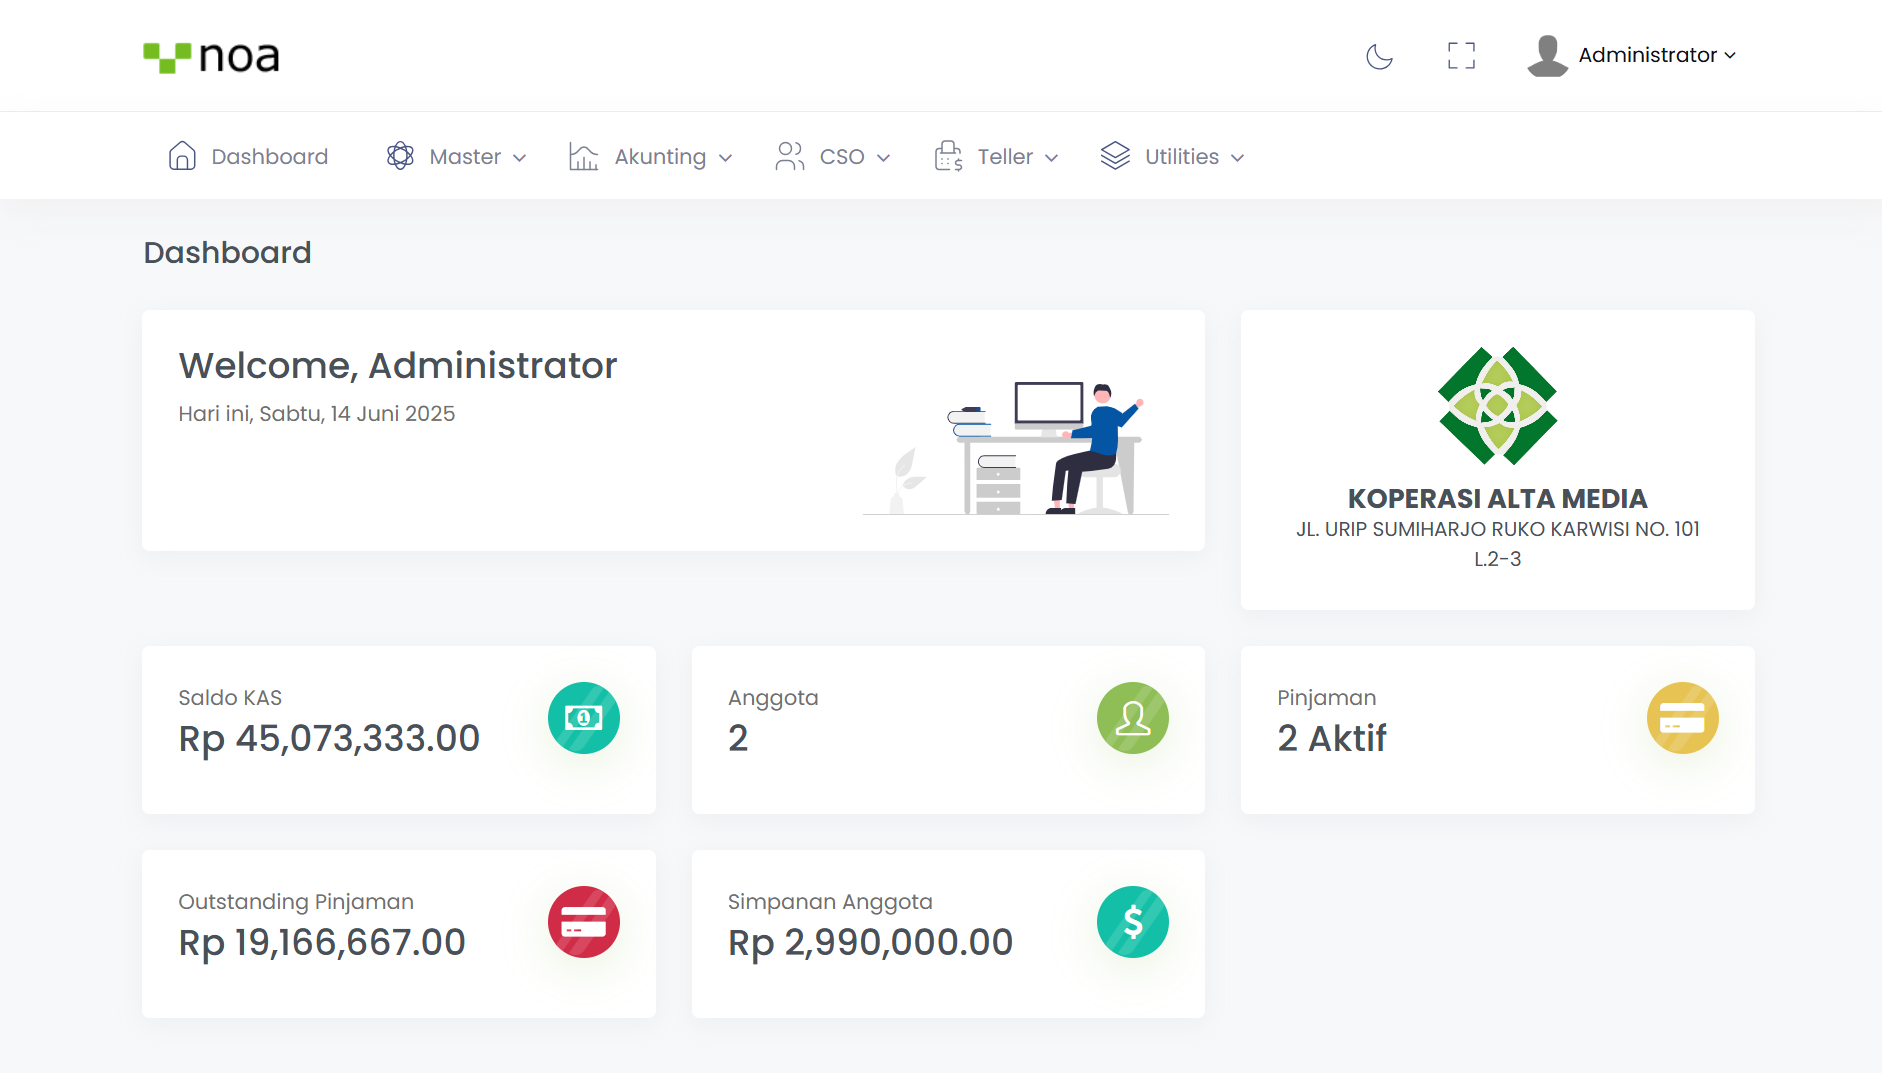 noa
Administrator
Dashboard
Master
Akunting
CSO
Teller
Utilities
Dashboard
Welcome, Administrator
Hari ini, Sabtu, 14 Juni 2025
KOPERASI ALTA MEDIA
JL. URIP SUMIHARJO RUKO KARWISI NO. 101
L.2-3
Saldo KAS
Rp 45,073,333.00
Anggota
2
Pinjaman
2 Aktif
Outstanding Pinjaman
Rp 19,166,667.00
Simpanan Anggota
Rp 2,990,000.00